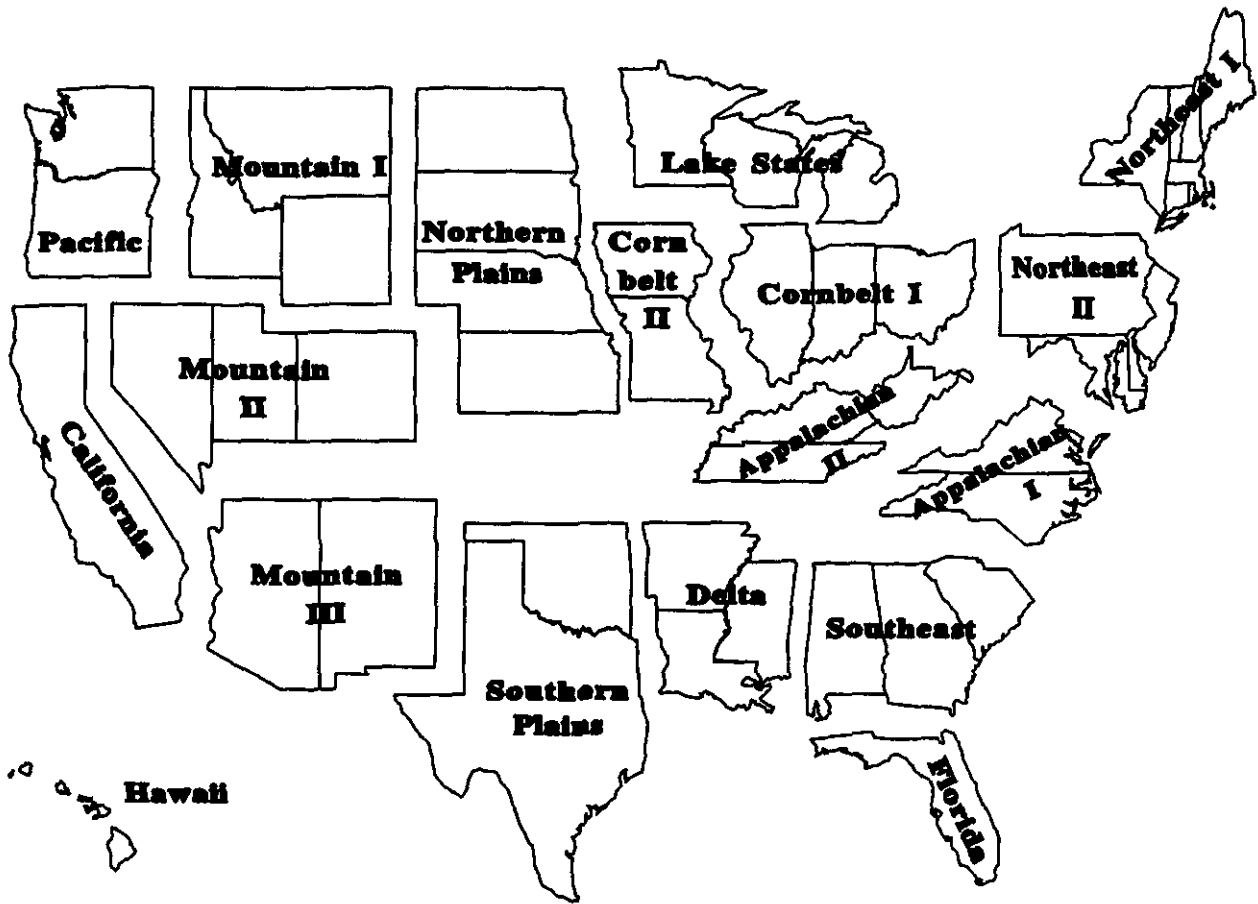 Northeast I
Mountain I
Lake States
Pacific
Northern
Plains
Corn
belt
II
Cornbelt I
Northeast
II
Mountain
II
California
Appalachian
II
Appalachian
I
Mountain
III
Delta
Southeast
Southern
Plains
Florida
Hawaii